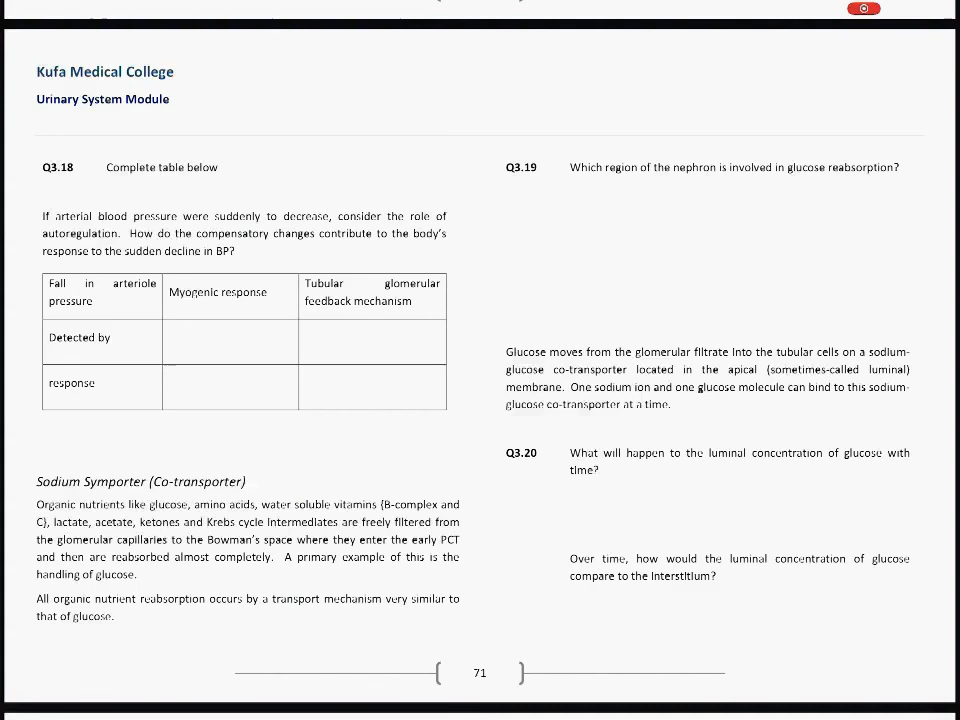 Kufa Medical College
Urinary System Module
Q3.18 Complete table below
If arterial blood pressure were suddenly to decrease, consider the role of
autoregulation. How do the compensatory changes contribute to the body's
response to the sudden decline in BP?
Fall in arteriole
pressure
Myogenic response
Tubular glomerular
feedback mechanism
Detected by
response
Sodium Symporter (Co-transporter)
Organic nutrients like glucose, amino acids, water soluble vitamins (B-complex and
C), lactate, acetate, ketones and Krebs cycle intermediates are freely filtered from
the glomerular capillaries to the Bowman's space where they enter the early PCT
and then are reabsorbed almost completely. A primary example of this is the
handling of glucose.
All organic nutrient reabsorption occurs by a transport mechanism very similar to
that of glucose.
Q3.19 Which region of the nephron is involved in glucose reabsorption?
Glucose moves from the glomerular filtrate into the tubular cells on a sodium-
glucose co-transporter located in the apical (sometimes-called luminal)
membrane. One sodium ion and one glucose molecule can bind to this sodium-
glucose co-transporter at a time.
Q3.20 What will happen to the luminal concentration of glucose with
time?
Over time, how would the luminal concentration of glucose
compare to the interstitium?
71